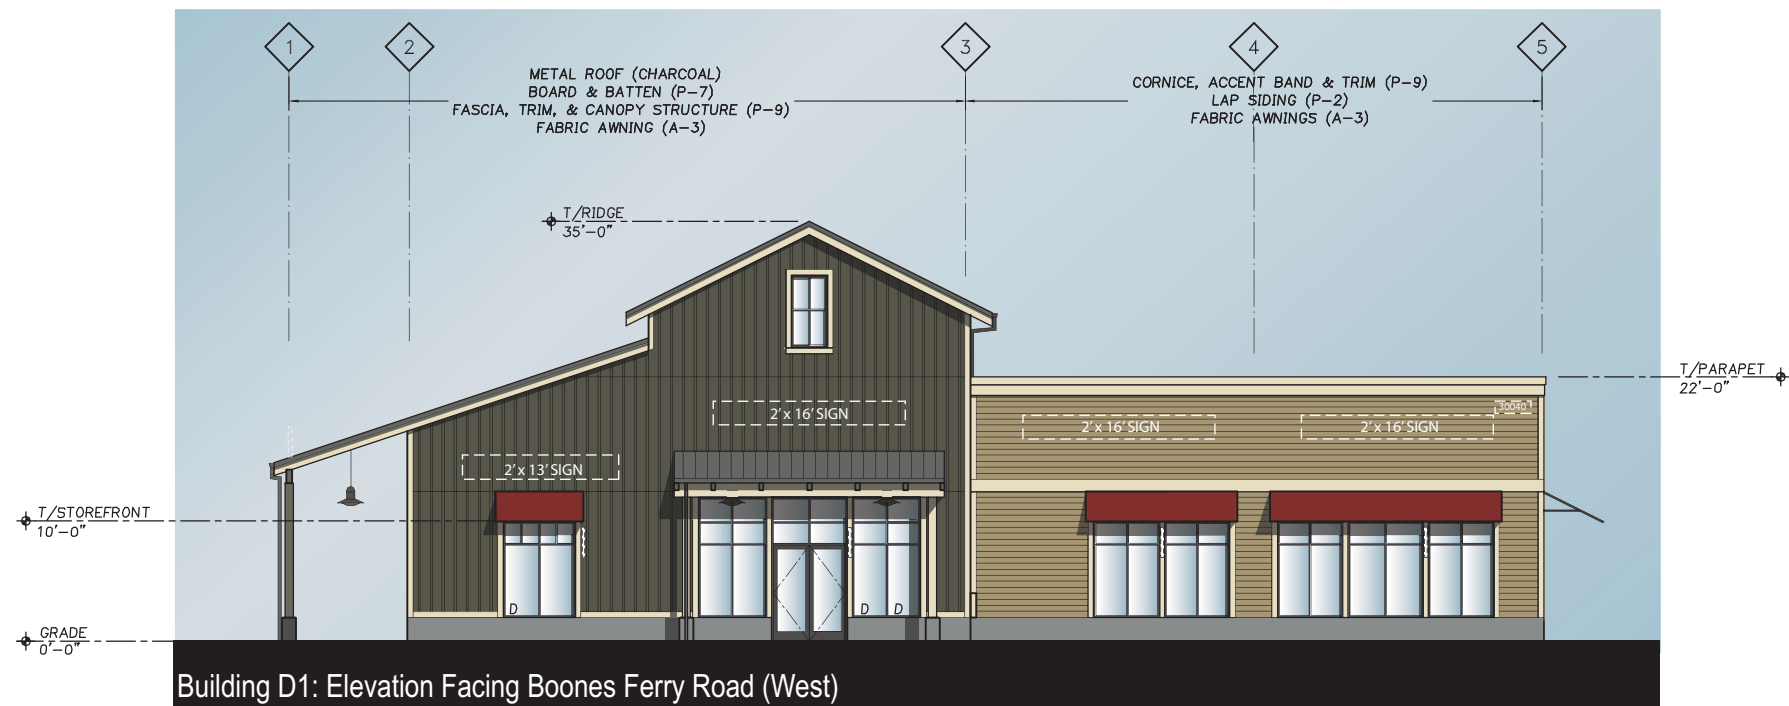 1
2
3
4
5
METAL ROOF (CHARCOAL)
BOARD & BATTEN (P-7)
FASCIA, TRIM, & CANOPY STRUCTURE (P-9)
FABRIC AWNING (A-3)
CORNICE, ACCENT BAND & TRIM (P-9)
LAP SIDING (P-2)
FABRIC AWNINGS (A-3)
T/RIDGE
35'-0"
T/PARAPET
22'-0"
30040
2' x 16' SIGN
2' x 16' SIGN
2' x 16' SIGN
2' x 13' SIGN
T/STOREFRONT
10'-0"
D
D
D
GRADE
0'-0"
Building D1: Elevation Facing Boones Ferry Road (West)